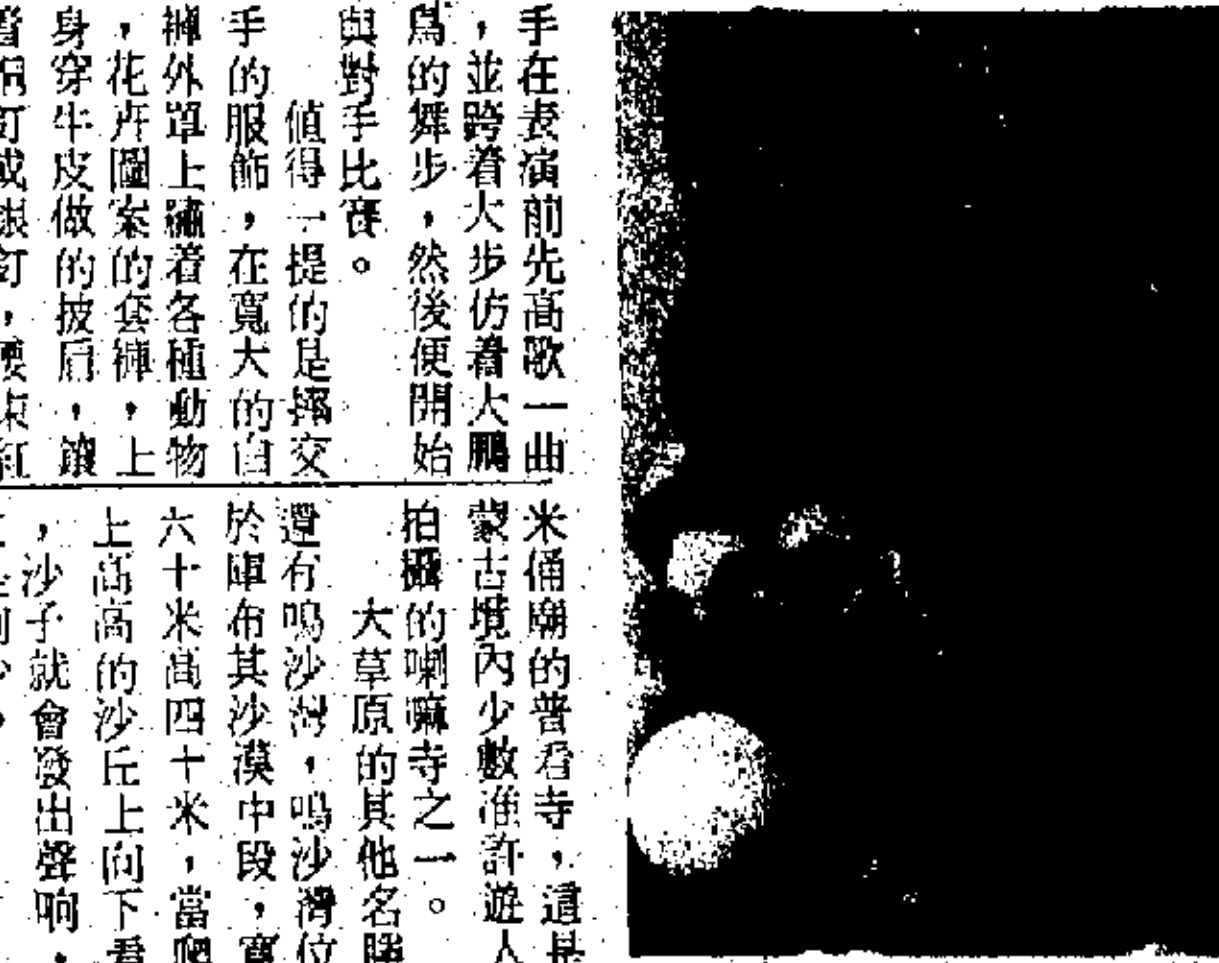 手在表演前先高歌一曲
，並跨着大步仿着大鵬
的舞步，然後便開始
與對手比賽。
值得一提的是摔交
手的服飾，在寬大的白
褲外罩上繡着各種動物
，花卉圖案的套褲，上
身穿牛皮做的披肩，鑲
釘或銀釘，腰束紅
米俑廟的普看寺，這是
蒙古境內少數准許遊人
拍攝的喇嘛寺之一。
大草原的其他名勝
還有鳴沙灣，鳴沙灣位
於庫布其沙漠中段，寬
六十米高四十米，當爬
上高高的沙丘上向下看
，沙子就會發出聲响，